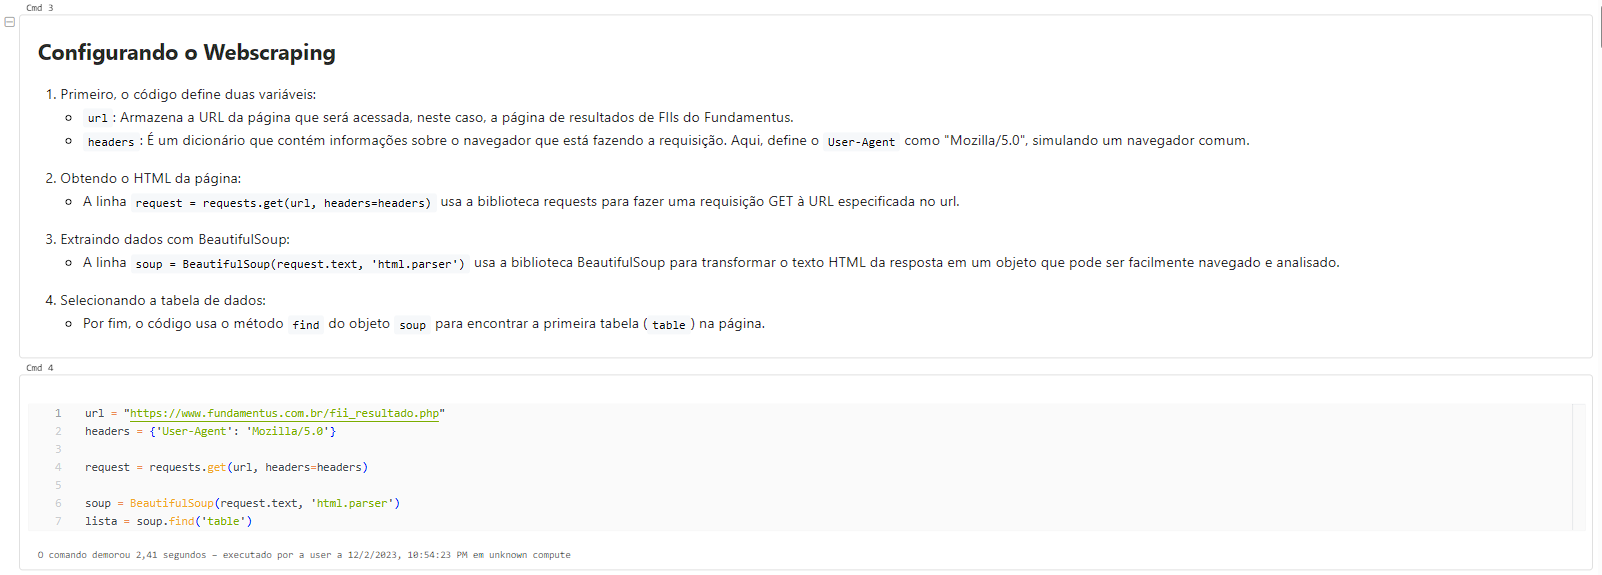 Cmd 3
Configurando o Webscraping
1. Primeiro, o código define duas variáveis:
url : Armazena a URL da página que será acessada, neste caso, a página de resultados de FIIs do Fundamentus.
headers : É um dicionário que contém informações sobre o navegador que está fazendo a requisição. Aqui, define o User-Agent como "Mozilla/5.0", simulando um navegador comum.
2. Obtendo o HTML da página:
A linha request = requests.get(url, headers=headers) usa a biblioteca requests para fazer uma requisição GET à URL especificada no url.
3. Extraindo dados com BeautifulSoup:
A linha soup = BeautifulSoup(request.text, 'html.parser') usa a biblioteca BeautifulSoup para transformar o texto HTML da resposta em um objeto que pode ser facilmente navegado e analisado.
4. Selecionando a tabela de dados:
Por fim, o código usa o método find do objeto soup para encontrar a primeira tabela ( table ) na página.
Cmd 4
1 url = "https://www.fundamentus.com.br/fii_resultado.php"
2 headers = {'User-Agent': 'Mozilla/5.0'}
3
4 request = requests.get(url, headers=headers)
5
6 soup = BeautifulSoup(request.text, 'html.parser')
7 lista = soup.find('table')
O comando demorou 2,41 segundos — executado por a user a 12/2/2023, 10:54:23 PM em unknown compute